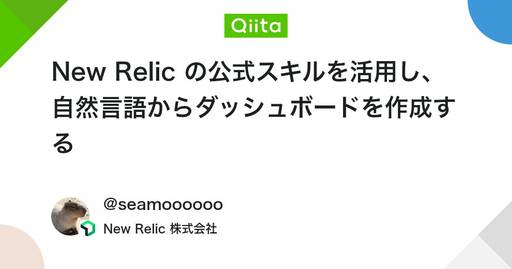 Qiita
New Relic の公式スキルを活用し、
自然言語からダッシュボードを作成す
る
@seamoooooo
New Relic 株式会社